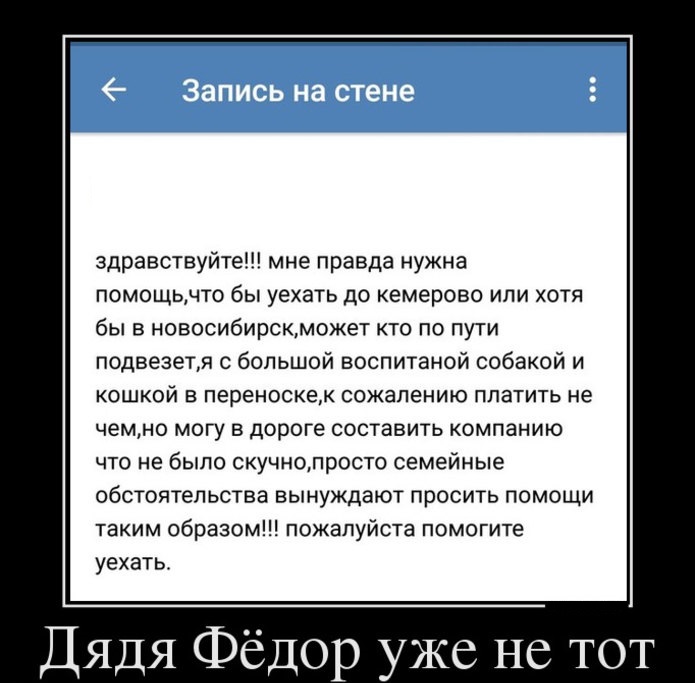 Запись на стене
здравствуйте!!! мне правда нужна
помощь,что бы уехать до кемерово или хотя
бы в новосибирск,может кто по пути
подвезет,я с большой воспитаной собакой и
кошкой в переноске,к сожалению платить не
чем,но могу в дороге составить компанию
что не было скучно,просто семейные
обстоятельства вынуждают просить помощи
таким образом!!! пожалуйста помогите
уехать.
Дядя Фёдор уже не тот